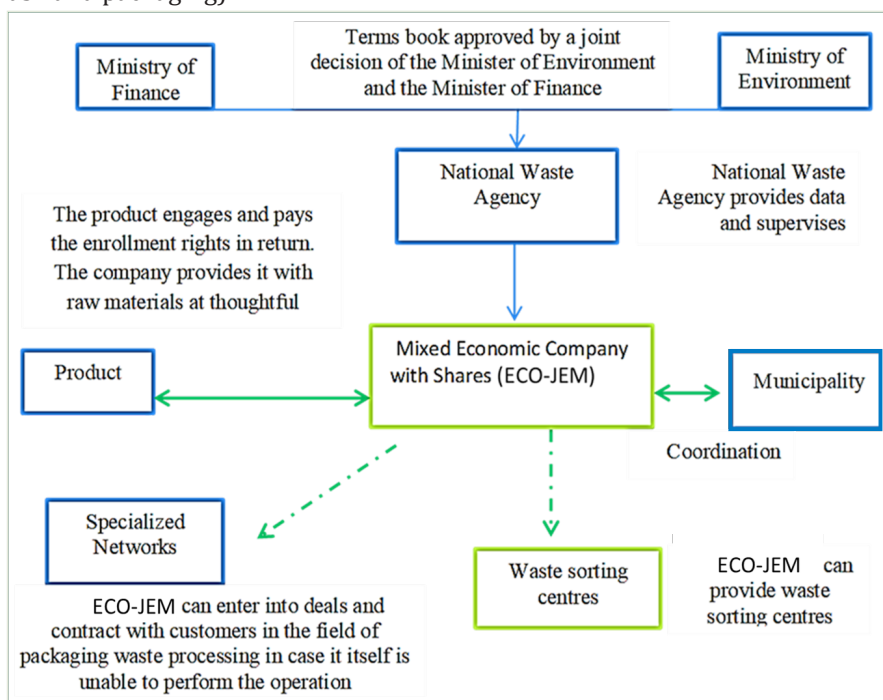 Ministry of
Finance
Terms book approved by a joint
decision of the Minister of Environment
and the Minister of Finance
Ministry of
Environment
National Waste
Agency
National Waste
Agency provides data
and supervises
The product engages and pays
the enrollment rights in return.
The company provides it with
raw materials at thoughtful
Product
Mixed Economic Company
with Shares (ECO-JEM)
Municipality
Coordination
Specialized
Networks
Waste sorting
centres
ECO-JEM can
provide waste
sorting centres
ECO-JEM can enter into deals and
contract with customers in the field of
packaging waste processing in case it itself is
unable to perform the operation